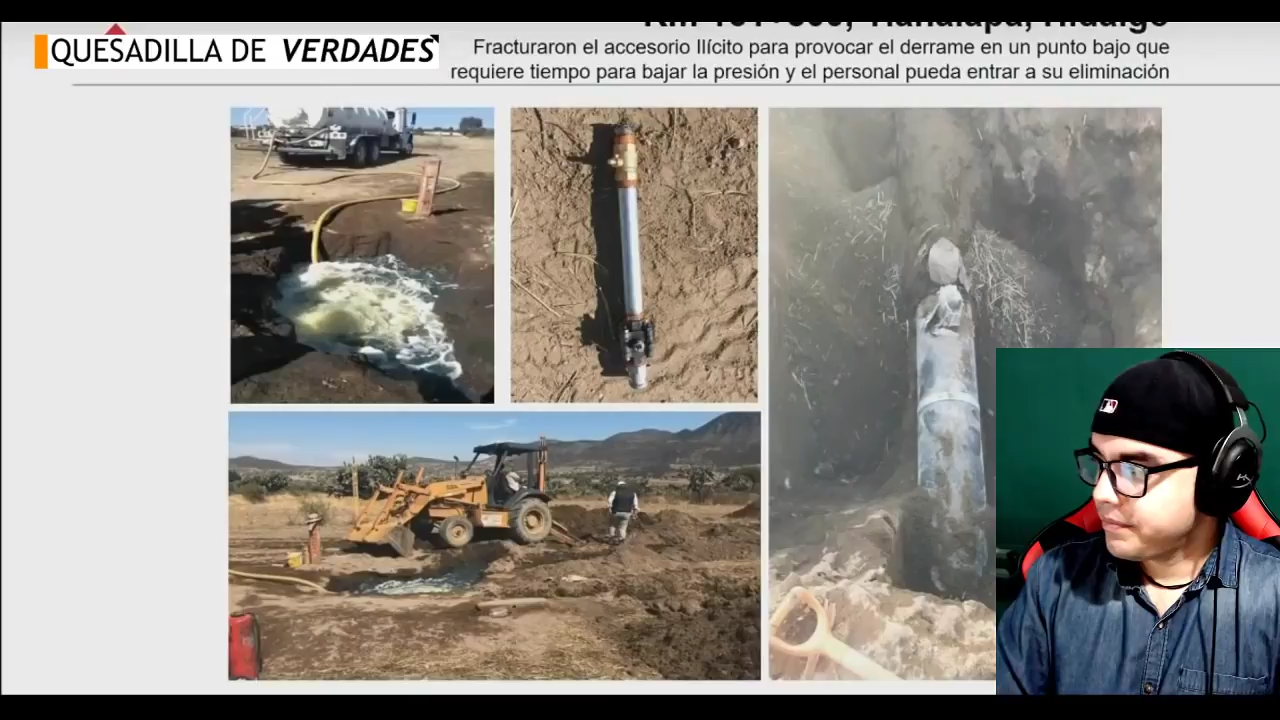 QUESADILLA DE VERDADES
Fracturaron el accesorio Ilícito para provocar el derrame en un punto bajo que
requiere tiempo para bajar la presión y el personal pueda entrar a su eliminación